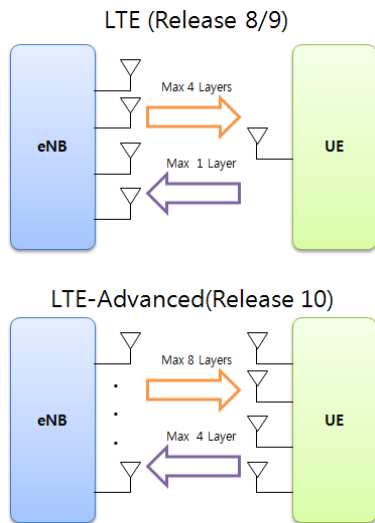 LTE (Release 8/9)
Max 4 Layers
eNB
UE
Max 1 Layer
LTE-Advanced(Release 10)
Max 8 Layers
eNB
UE
Max 4 Layer